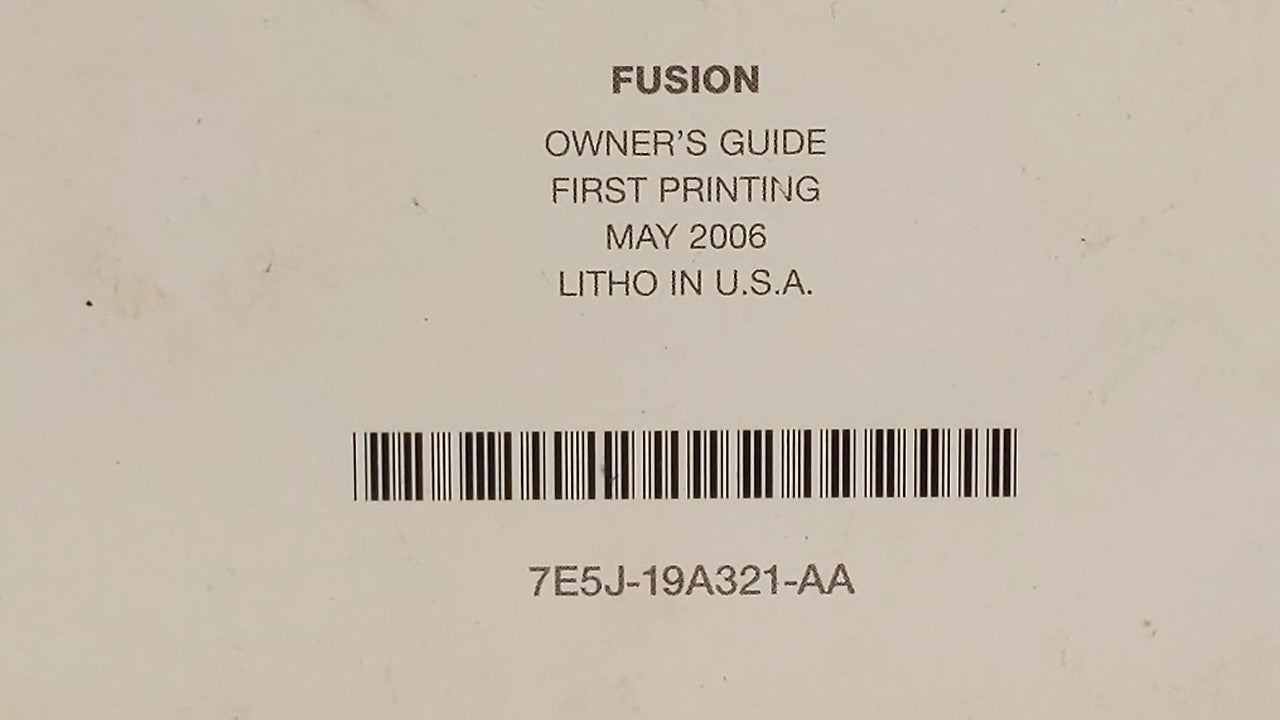 FUSION
OWNER’S GUIDE
FIRST PRINTING
MAY 2006
LITHO IN U.S.A.
7E5J-19A321-AA